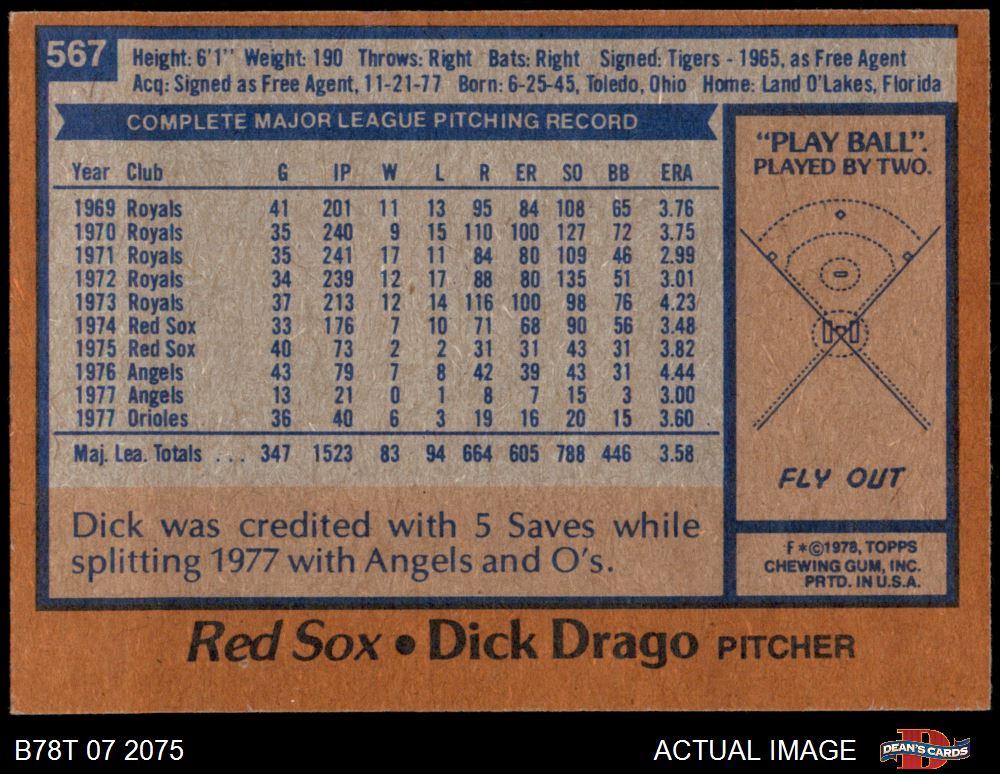 567
Height: 6'1" Weight: 190 Throws: Right Bats: Right Signed: Tigers - 1965, as Free Agent
Acq: Signed as Free Agent, 11-21-77 Born: 6-25-45, Toledo, Ohio Home: Land O'Lakes, Florida
COMPLETE MAJOR LEAGUE PITCHING RECORD
Year Club G IP W L R ER SO BB ERA
1969 Royals 41 201 11 13 95 84 108 65 3.76
1970 Royals 35 240 9 15 110 100 127 72 3.75
1971 Royals 35 241 17 11 84 80 109 46 2.99
1972 Royals 34 239 12 17 88 80 135 51 3.01
1973 Royals 37 213 12 14 116 100 98 76 4.23
1974 Red Sox 33 176 7 10 71 68 90 56 3.48
1975 Red Sox 40 73 2 2 31 31 43 31 3.82
1976 Angels 43 79 7 8 42 39 43 31 4.44
1977 Angels 13 21 0 1 8 7 15 3 3.00
1977 Orioles 36 40 6 3 19 16 20 15 3.60
Maj. Lea. Totals ... 347 1523 83 94 664 605 788 446 3.58
Dick was credited with 5 Saves while
splitting 1977 with Angels and O's.
"PLAY BALL".
PLAYED BY TWO.
FLY OUT
F*©1978, TOPPS
CHEWING GUM, INC.
PRTD. IN U.S.A.
Red Sox • Dick Drago PITCHER
B78T 07 2075
ACTUAL IMAGE
DEAN'S CARDS